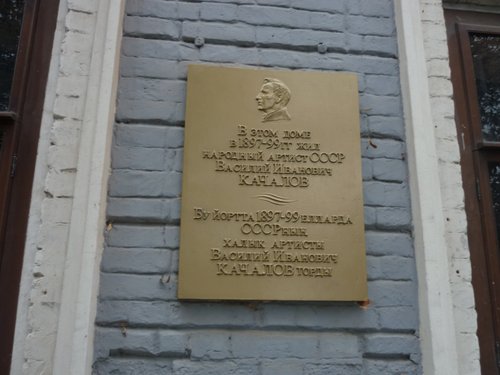 В этом доме
в 1897-99гг жил
народный артист СССР
Василий Иванович
КАЧАЛОВ
Бу йортта 1897-99 елларда
СССРның
халык артисты
Василий Иванович
КАЧАЛОВ торды